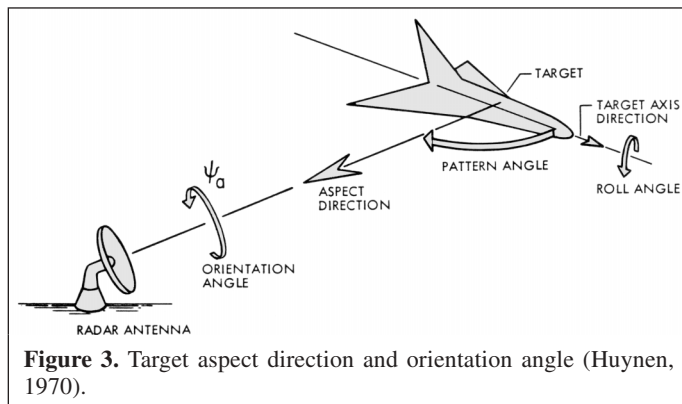 TARGET
TARGET AXIS
DIRECTION
PATTERN ANGLE
ROLL ANGLE
ψa
ASPECT
DIRECTION
ORIENTATION
ANGLE
RADAR ANTENNA
Figure 3. Target aspect direction and orientation angle (Huynen,
1970).